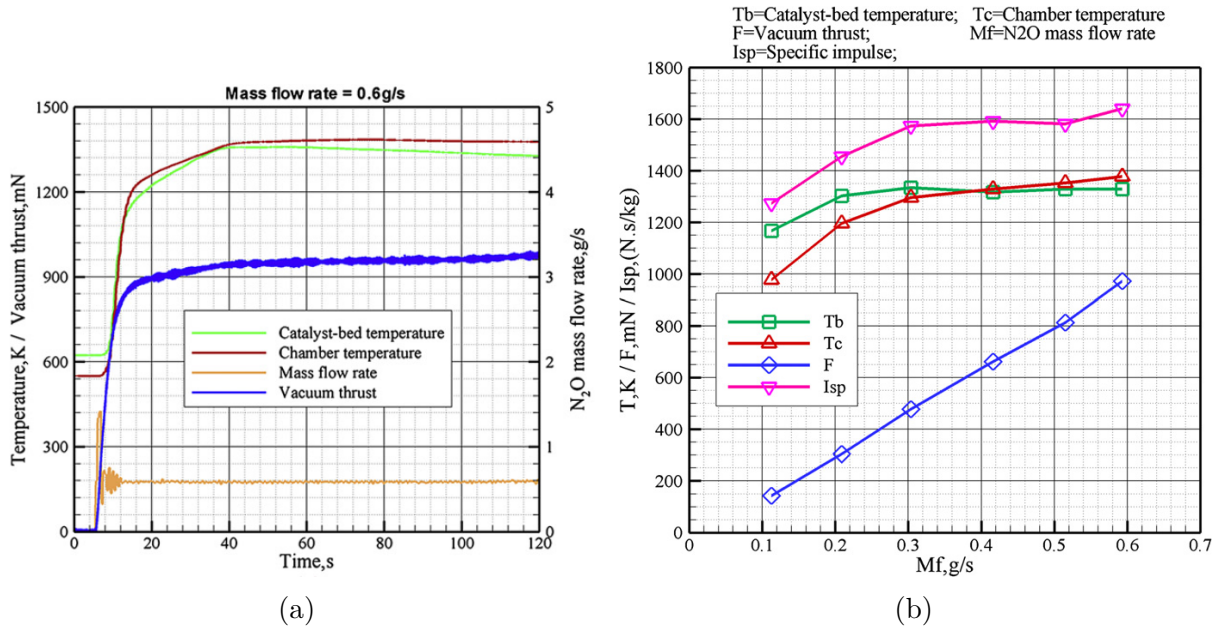 Mass flow rate = 0.6g/s
1500
1200
900
600
300
0
5
4
3
2
1
0
Temperature,K / Vacuum thrust,mN
N2O mass flow rate,g/s
Catalyst-bed temperature
Chamber temperature
Mass flow rate
Vacuum thrust
0 20 40 60 80 100 120
Time,s
(a)
Tb=Catalyst-bed temperature; Tc=Chamber temperature
F=Vacuum thrust; Mf=N2O mass flow rate
Isp=Specific impulse;
1800
1600
1400
1200
1000
800
600
400
200
0
T,K / F,mN / Isp,(N.s/kg)
Tb
Tc
F
Isp
0 0.1 0.2 0.3 0.4 0.5 0.6 0.7
Mf,g/s
(b)